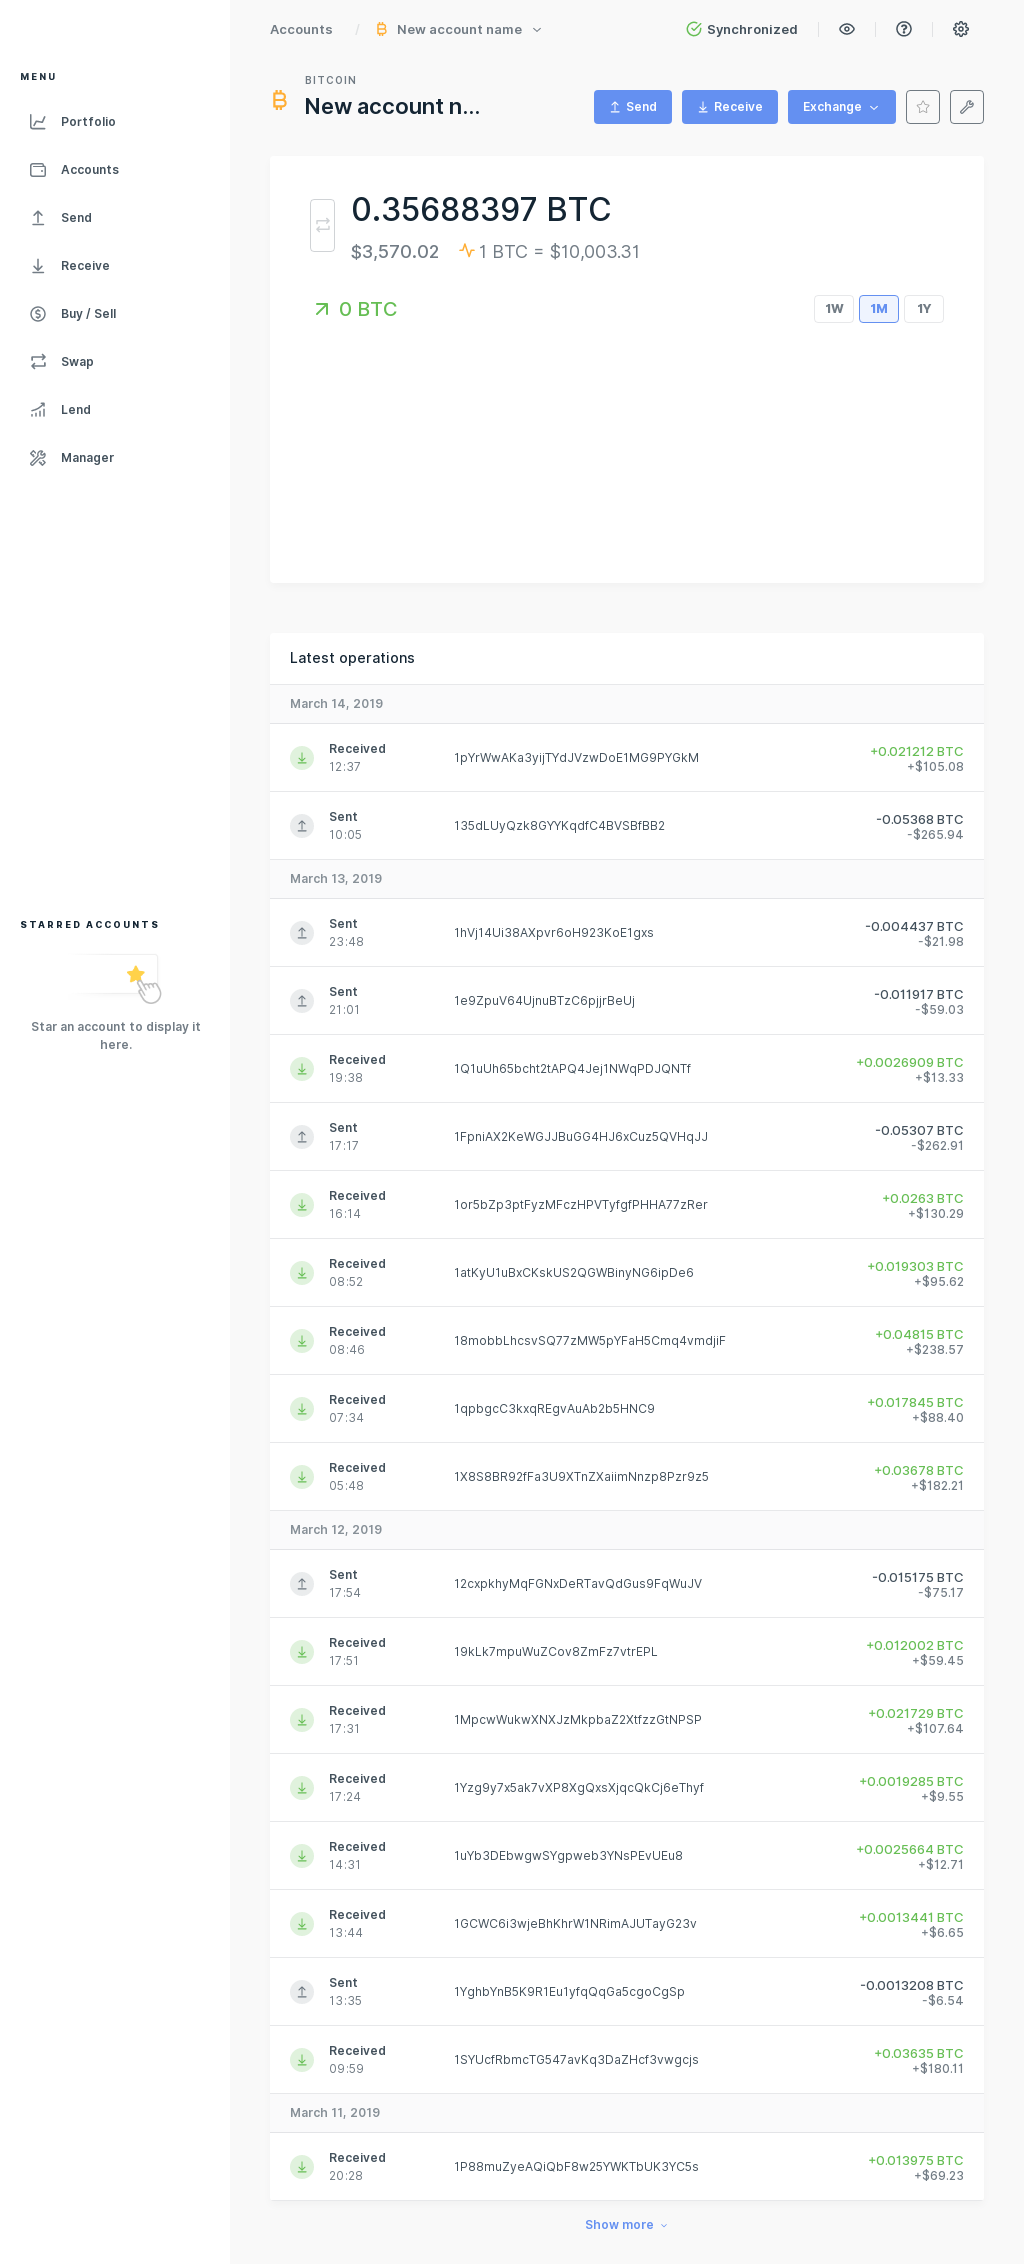 Accounts / New account name
Synchronized
MENU
Portfolio
Accounts
Send
Receive
Buy / Sell
Swap
Lend
Manager
STARRED ACCOUNTS
Star an account to display it
here.
BITCOIN
New account n...
Send
Receive
Exchange
0.35688397 BTC
$3,570.02 1 BTC = $10,003.31
0 BTC
1W 1M 1Y
Latest operations
March 14, 2019
Received
12:37
1pYrWwAKa3yijTYdJVzwDoE1MG9PYGkM
+0.021212 BTC
+$105.08
Sent
10:05
135dLUyQzk8GYYKqdfC4BVSBfBB2
-0.05368 BTC
-$265.94
March 13, 2019
Sent
23:48
1hVj14Ui38AXpvr6oH923KoE1gxs
-0.004437 BTC
-$21.98
Sent
21:01
1e9ZpuV64UjnuBTzC6pjjrBeUj
-0.011917 BTC
-$59.03
Received
19:38
1Q1uUh65bcht2tAPQ4Jej1NWqPDJQNTf
+0.0026909 BTC
+$13.33
Sent
17:17
1FpniAX2KeWGJJBuGG4HJ6xCuz5QVHqJJ
-0.05307 BTC
-$262.91
Received
16:14
1or5bZp3ptFyzMFczHPVTyfgfPHHA77zRer
+0.0263 BTC
+$130.29
Received
08:52
1atKyU1uBxCKskUS2QGWBinyNG6ipDe6
+0.019303 BTC
+$95.62
Received
08:46
18mobbLhcsvSQ77zMW5pYFaH5Cmq4vmdjiF
+0.04815 BTC
+$238.57
Received
07:34
1qpbgcC3kxqREgvAuAb2b5HNC9
+0.017845 BTC
+$88.40
Received
05:48
1X8S8BR92fFa3U9XTnZXaiimNnzp8Pzr9z5
+0.03678 BTC
+$182.21
March 12, 2019
Sent
17:54
12cxpkhyMqFGNxDeRTavQdGus9FqWuJV
-0.015175 BTC
-$75.17
Received
17:51
19kLk7mpuWuZCov8ZmFz7vtrEPL
+0.012002 BTC
+$59.45
Received
17:31
1MpcwWukwXNXJzMkpbaZ2XtfzzGtNPSP
+0.021729 BTC
+$107.64
Received
17:24
1Yzg9y7x5ak7vXP8XgQxsXjqcQkCj6eThyf
+0.0019285 BTC
+$9.55
Received
14:31
1uYb3DEbwgwSYgpweb3YNsPEvUEu8
+0.0025664 BTC
+$12.71
Received
13:44
1GCWC6i3wjeBhKhrW1NRimAJUTayG23v
+0.0013441 BTC
+$6.65
Sent
13:35
1YghbYnB5K9R1Eu1yfqQqGa5cgoCgSp
-0.0013208 BTC
-$6.54
Received
09:59
1SYUcfRbmcTG547avKq3DaZHcf3vwgcjs
+0.03635 BTC
+$180.11
March 11, 2019
Received
20:28
1P88muZyeAQiQbF8w25YWKTbUK3YC5s
+0.013975 BTC
+$69.23
Show more